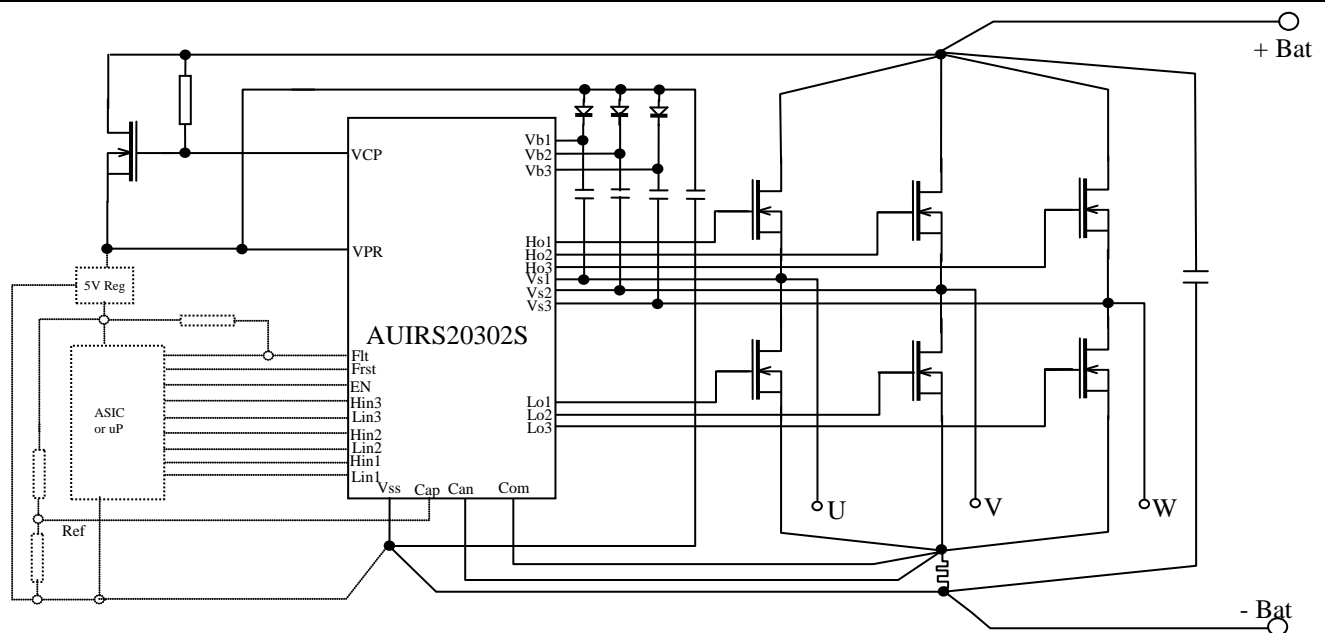 + Bat
VCP
VPR
Vb1
Vb2
Vb3
Ho1
Ho2
Ho3
Vs1
Vs2
Vs3
5V Reg
AUIRS20302S
Flt
Frst
EN
Hin3
Lin3
Hin2
Lin2
Hin1
Lin1
ASIC
or uP
Lo1
Lo2
Lo3
Vss
Cap
Can
Com
U
V
W
Ref
- Bat